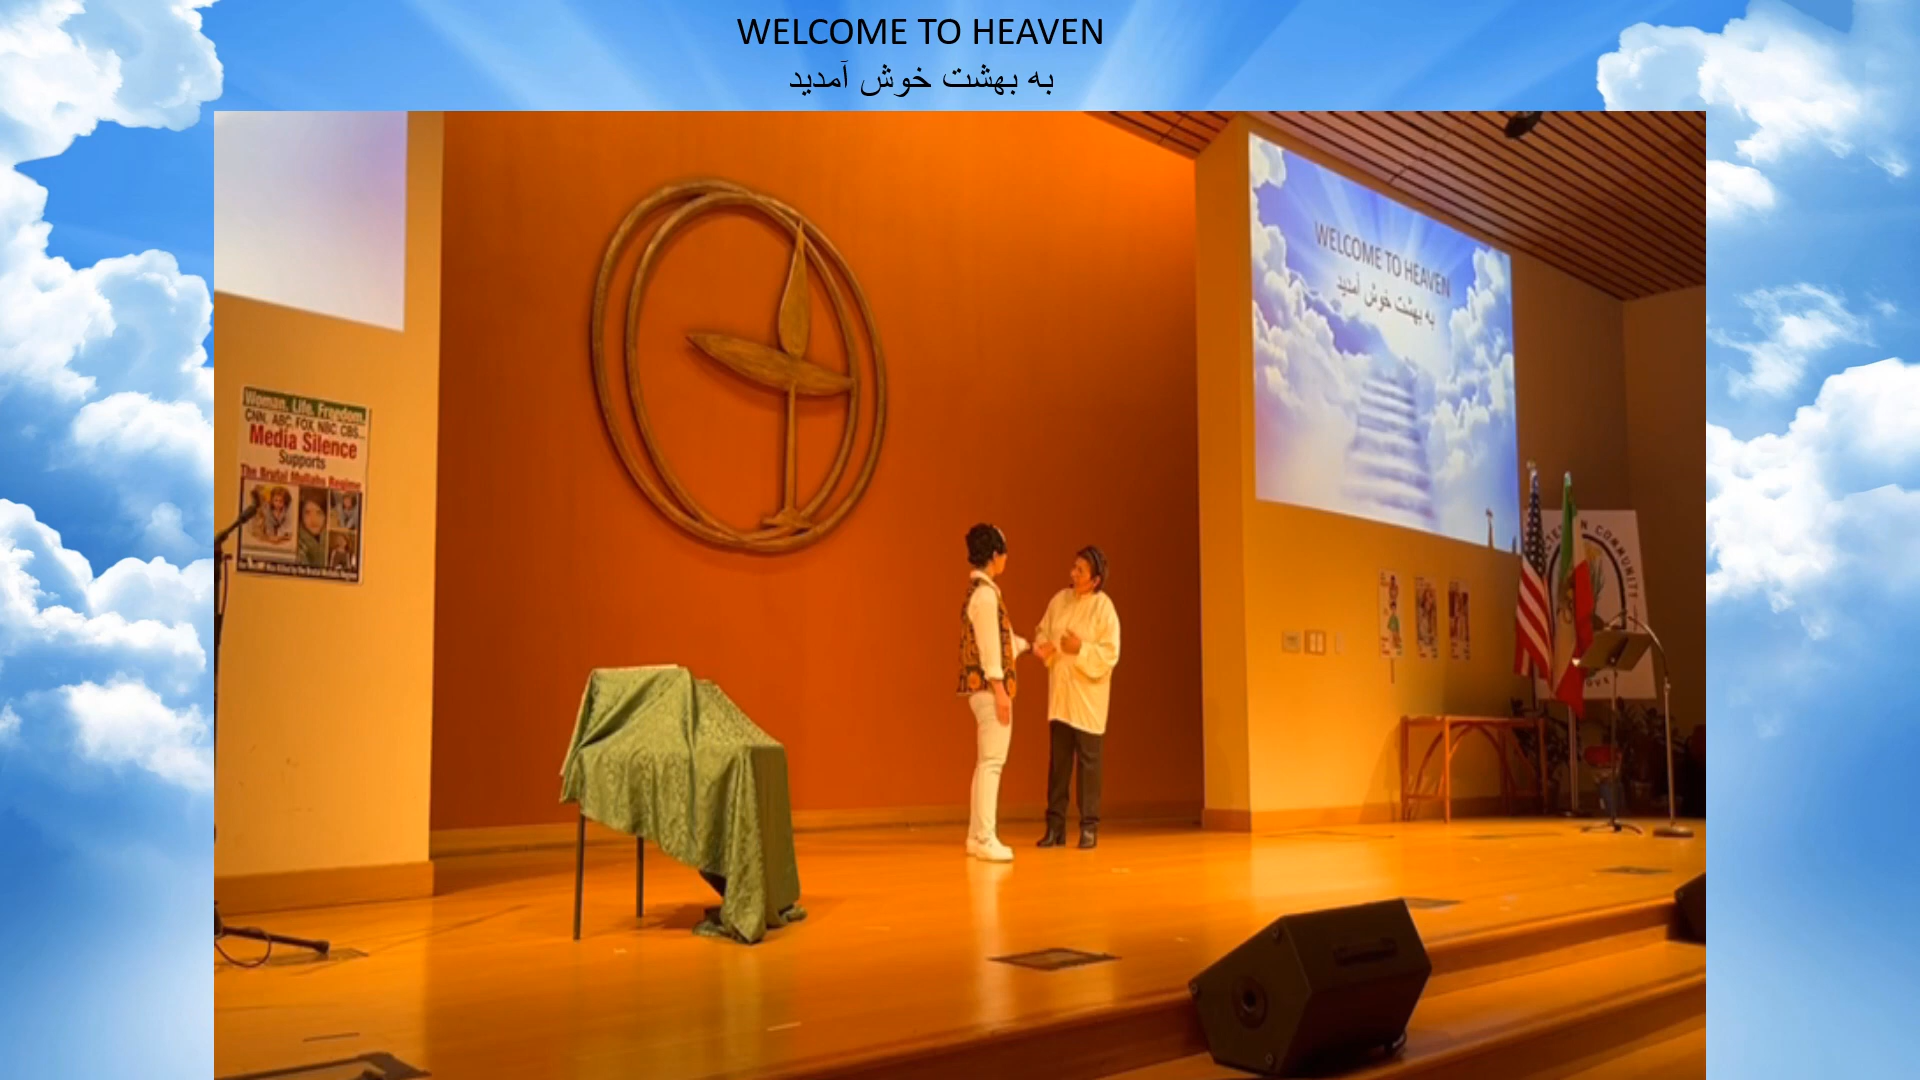 WELCOME TO HEAVEN
به بهشت خوش آمدید
WELCOME TO HEAVEN
به بهشت خوش آمدید
Woman. Life. Freedom.
CNN, ABC, FOX, NBC, CBS...
Media Silence
Supports
The Brutal Mullahs Regime
COMMUNITY